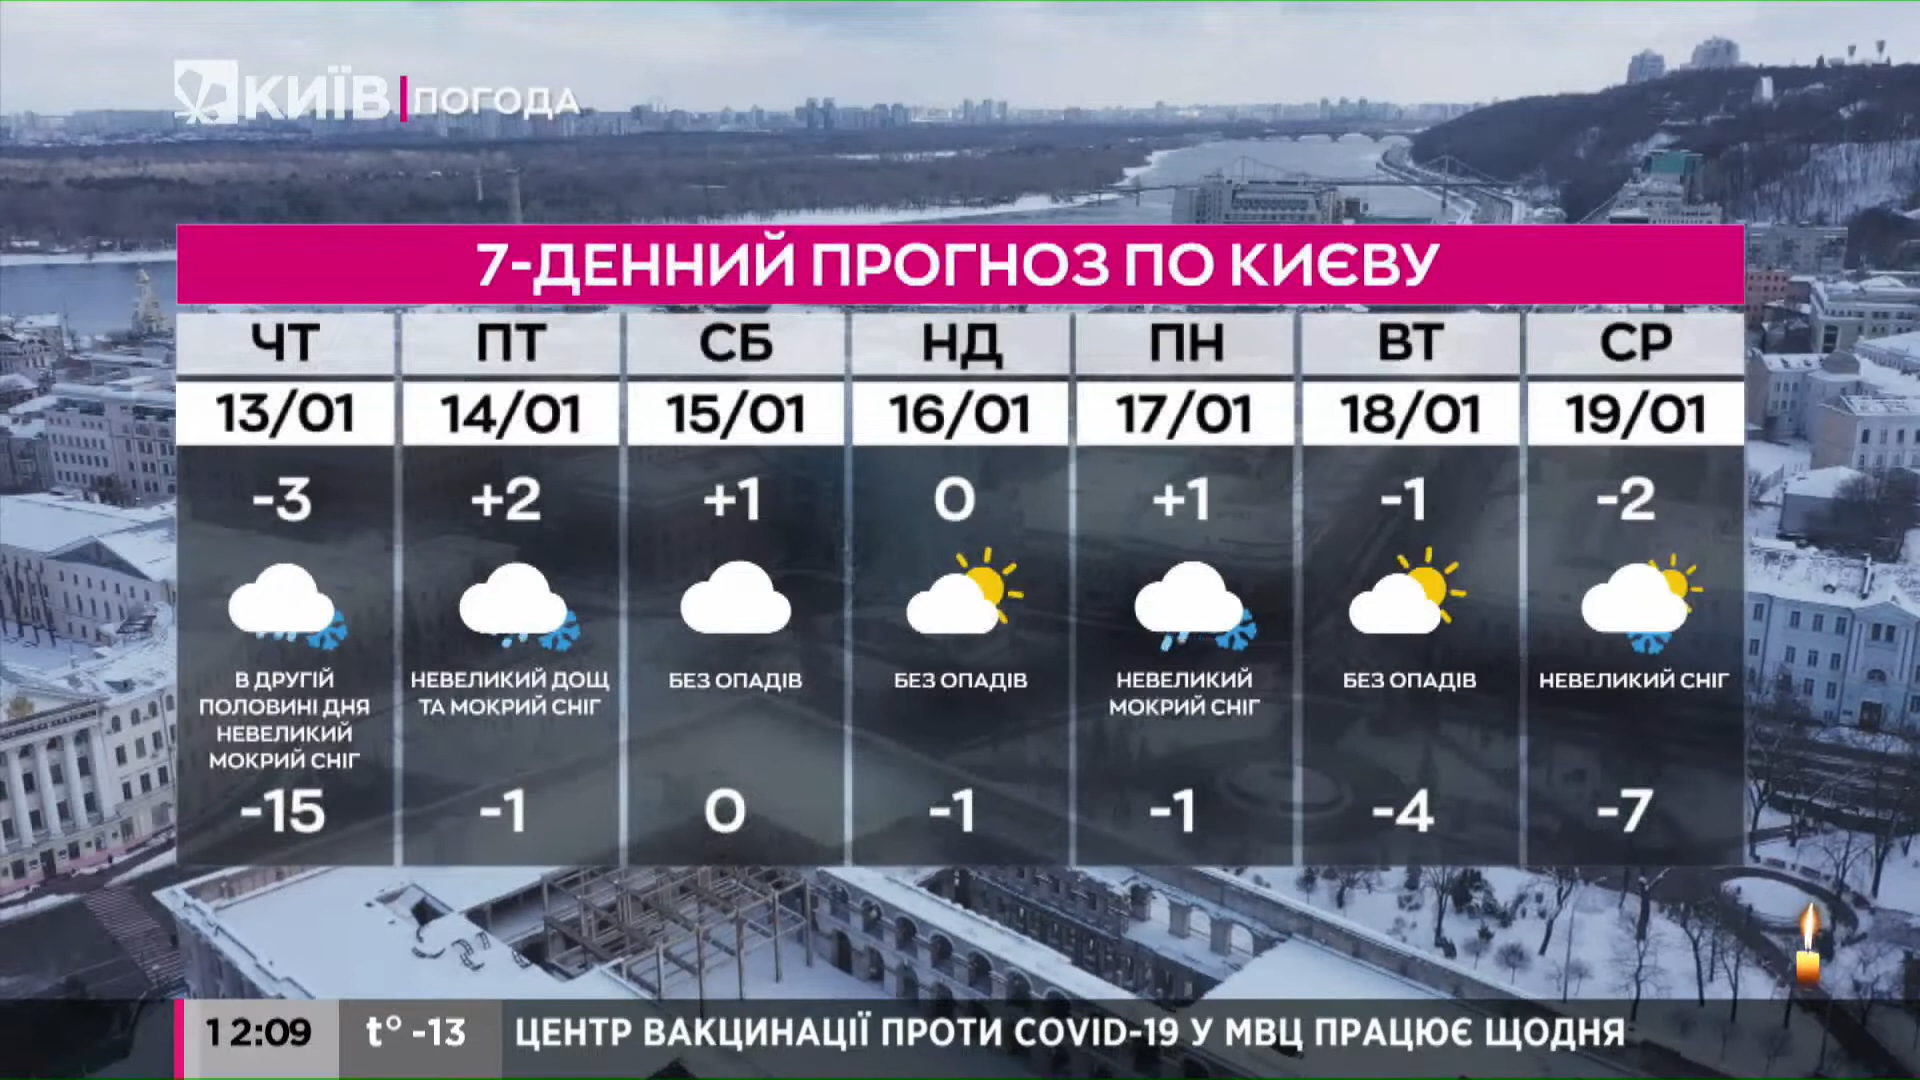 КИЇВ ПОГОДА
7-ДЕННИЙ ПРОГНОЗ ПО КИЄВУ
ЧТ ПТ СБ НД ПН ВТ СР
13/01 14/01 15/01 16/01 17/01 18/01 19/01
-3 +2 +1 0 +1 -1 -2
В ДРУГІЙ
ПОЛОВИНІ ДНЯ
НЕВЕЛИКИЙ
МОКРИЙ СНІГ
НЕВЕЛИКИЙ ДОЩ
ТА МОКРИЙ СНІГ
БЕЗ ОПАДІВ
БЕЗ ОПАДІВ
НЕВЕЛИКИЙ
МОКРИЙ СНІГ
БЕЗ ОПАДІВ
НЕВЕЛИКИЙ СНІГ
-15 -1 0 -1 -1 -4 -7
12:09 t° -13 ЦЕНТР ВАКЦИНАЦІЇ ПРОТИ COVID-19 У МВЦ ПРАЦЮЄ ЩОДНЯ